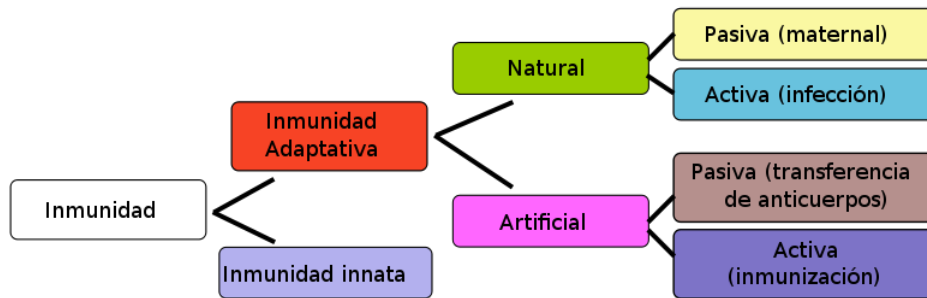 Pasiva (maternal)
Natural
Activa (infección)
Inmunidad
Adaptativa
Pasiva (transferencia
de anticuerpos)
Inmunidad
Artificial
Activa
(inmunización)
Inmunidad innata